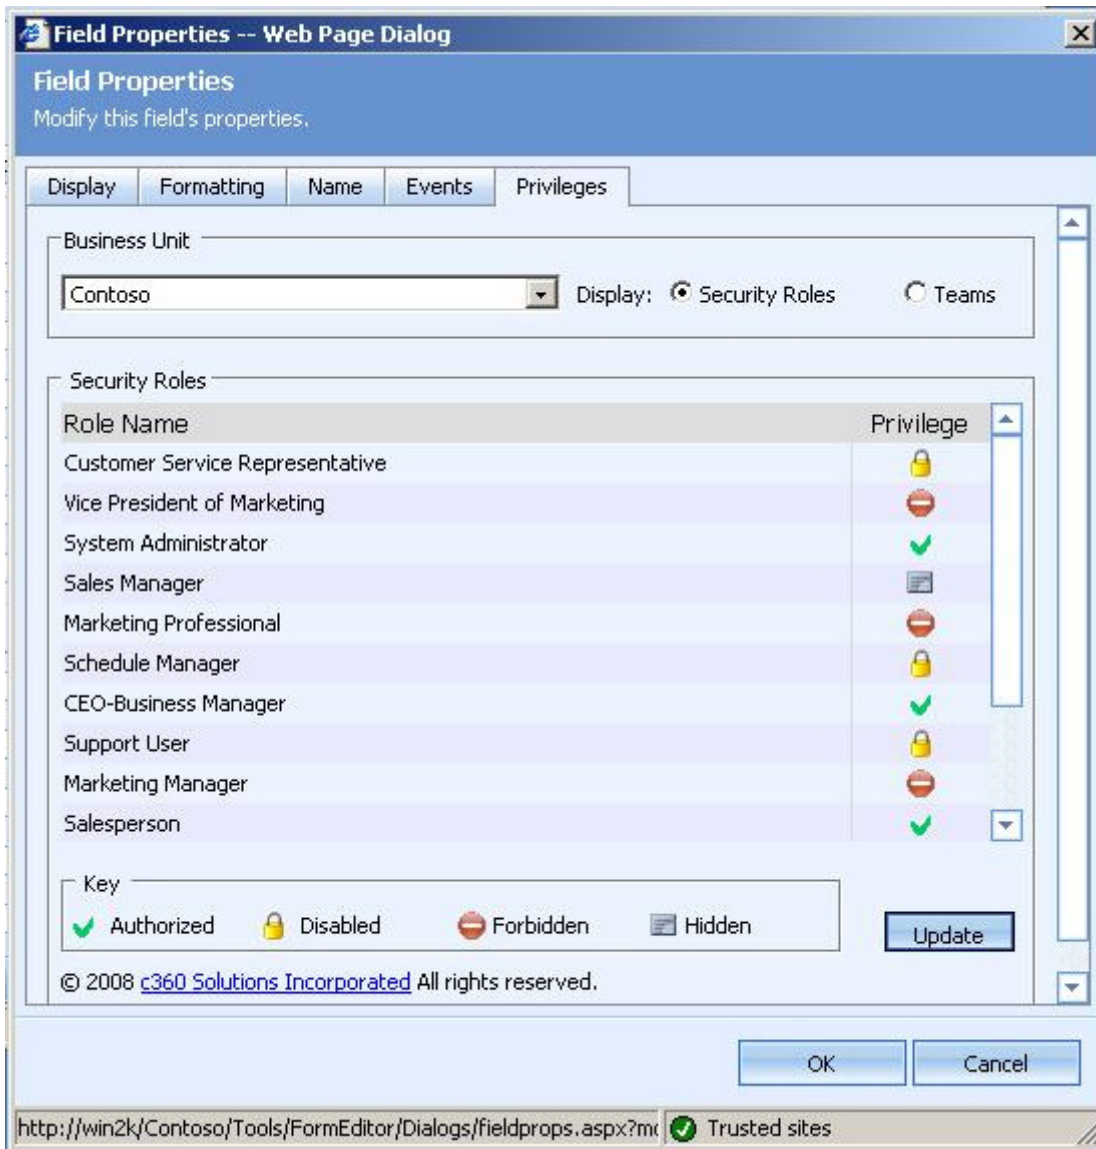 Field Properties -- Web Page Dialog
Field Properties
Modify this field's properties.
Display Formatting Name Events Privileges
Business Unit
Contoso Display: Security Roles Teams
Security Roles
Role Name Privilege
Customer Service Representative
Vice President of Marketing
System Administrator
Sales Manager
Marketing Professional
Schedule Manager
CEO-Business Manager
Support User
Marketing Manager
Salesperson
Key
Authorized Disabled Forbidden Hidden
Update
© 2008 c360 Solutions Incorporated All rights reserved.
OK Cancel
http://win2k/Contoso/Tools/FormEditor/Dialogs/fieldprops.aspx?mo Trusted sites